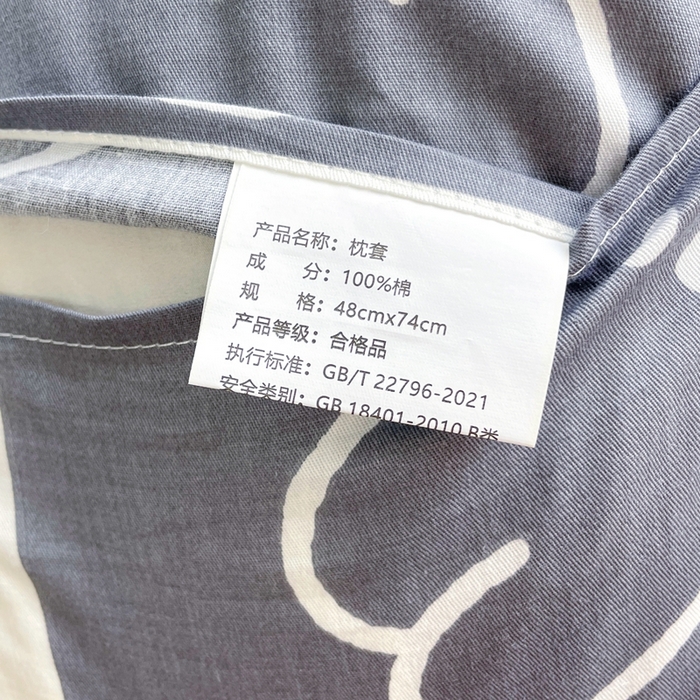 产品名称：枕套
成 分：100%棉
规 格：48cmx74cm
产品等级：合格品
执行标准：GB/T 22796-2021
安全类别：GB 18401-2010 B类